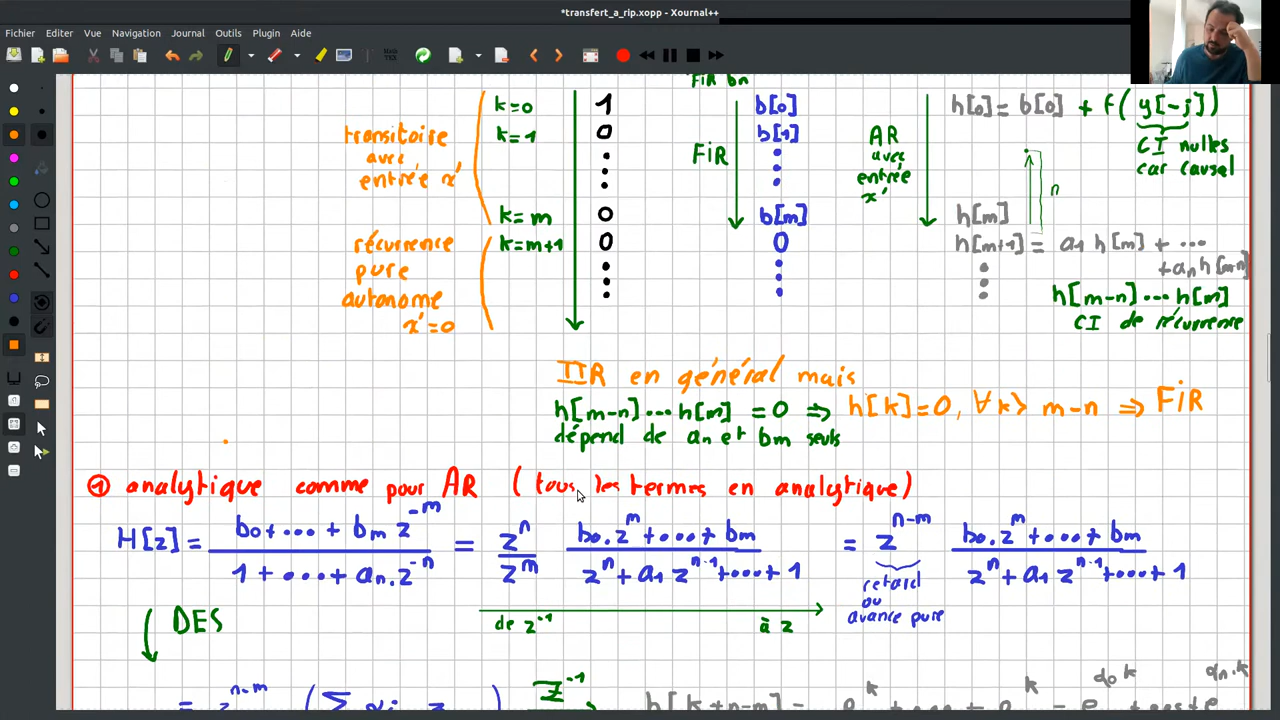 *transfert_a_rip.xopp - Xournal++
Fichier Editer Vue Navigation Journal Outils Plugin Aide
FiR bn
k=0 1 b[0] h[0] = b[0] + f( y[-j] )
transitoire avec entrée x'
k=1 0 b[1]
FiR
AR avec entrée x'
CI nulles car causal
n
k=m 0 b[m] h[m]
récurrence pure autonome x'=0
k=m+1 0 0 h[m+1] = a1 h[m] + ...
+an h[m-n]
h[m-n] ... h[m]
CI de récurrence
IIR en général mais
h[m-n] ... h[m] = 0 ⇒ h[k]=0, ∀k> m-n ⇒ FiR
dépend de an et bm seuls
① analytique comme pour AR (tous les termes en analytique)
H[z] = (b0+...+ bm z^-m) / (1+...+ an.z^-n) = z^n/z^m (b0.z^m+...+ bm) / (z^n + a1 z^n-1 +...+ 1) = z^n-m (b0.z^m+...+ bm) / (z^n + a1 z^n-1 +...+ 1)
retard ou avance pure
de z^-1 à z
DES